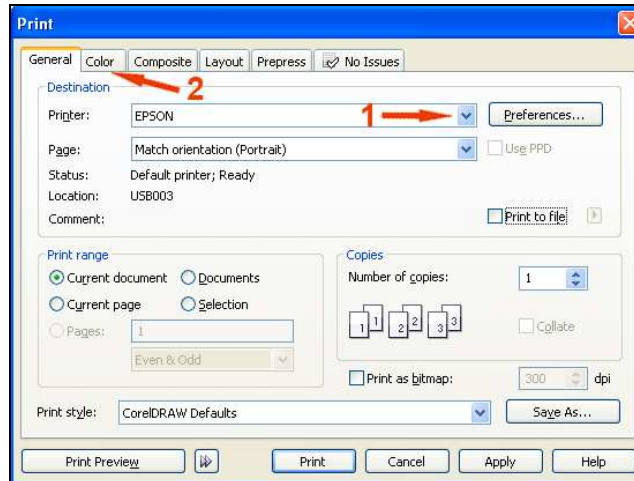 Print
General Color Composite Layout Prepress No Issues
2
Destination
Printer: EPSON 1 Preferences...
Page: Match orientation (Portrait) Use PPD
Status: Default printer; Ready
Location: USB003
Comment: Print to file
Print range
Current document Documents
Current page Selection
Pages: 1
Even & Odd
Copies
Number of copies: 1
1 1 2 2 3 3
Collate
Print as bitmap: 300 dpi
Print style: CorelDRAW Defaults Save As...
Print Preview Print Cancel Apply Help